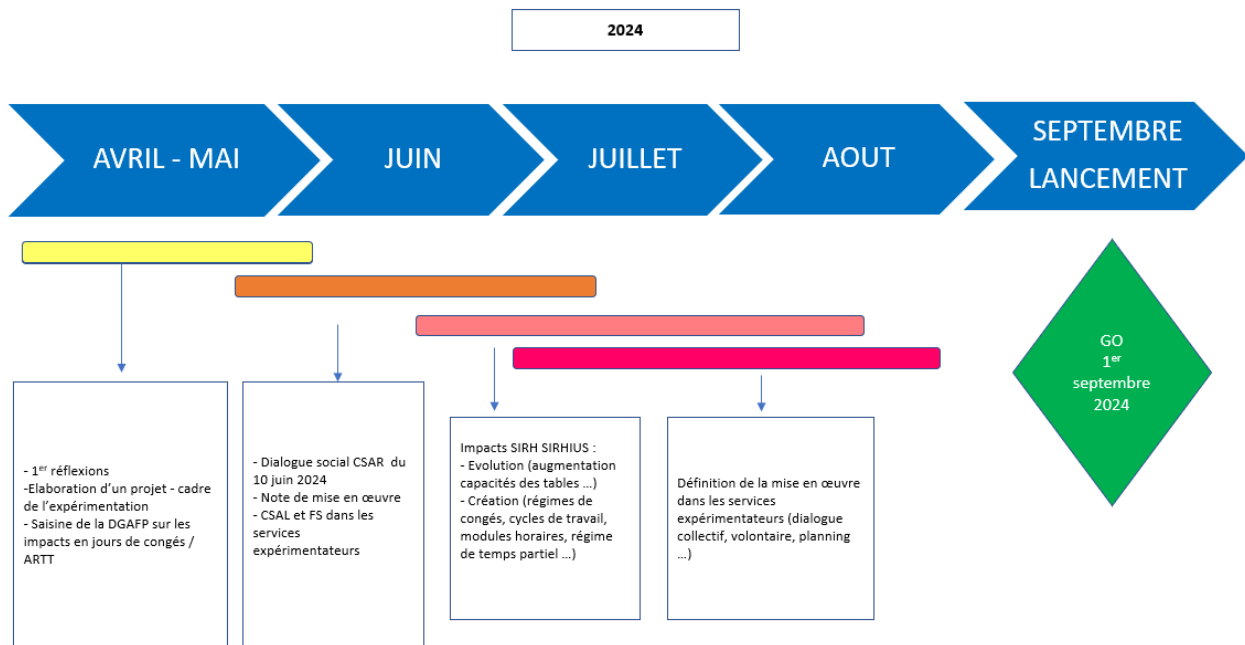 2024
AVRIL - MAI
JUIN
JUILLET
AOUT
SEPTEMBRE
LANCEMENT
- 1er réflexions
-Elaboration d’un projet - cadre
de l’expérimentation
- Saisine de la DGAFP sur les
impacts en jours de congés /
ARTT
- Dialogue social CSAR du
10 juin 2024
- Note de mise en œuvre
- CSAL et FS dans les
services
expérimentateurs
Impacts SIRH SIRHIUS :
- Evolution (augmentation
capacités des tables ...)
- Création (régimes de
congés, cycles de travail,
modules horaires, régime
de temps partiel ...)
Définition de la mise en œuvre
dans les services
expérimentateurs (dialogue
collectif, volontaire, planning
...)
GO
1er
septembre
2024